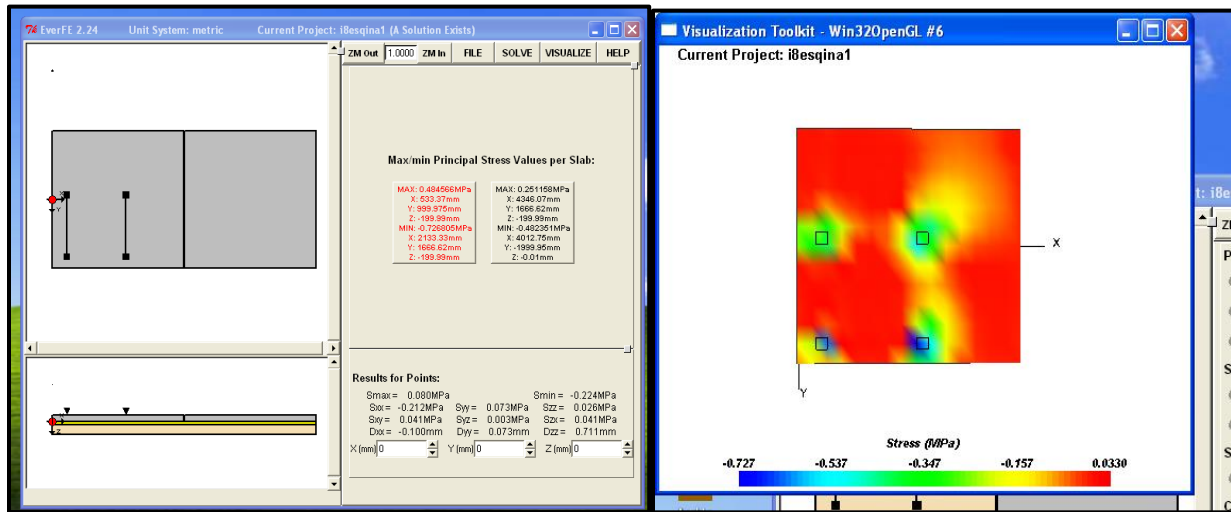 EverFE 2.24 Unit System: metric Current Project: i8esqina1 (A Solution Exists)
ZM Out 1.0000 ZM In FILE SOLVE VISUALIZE HELP
X
Y
Max/min Principal Stress Values per Slab:
MAX: 0.484566MPa
X: 533.37mm
Y: 999.975mm
Z: -199.99mm
MIN: -0.726805MPa
X: 2133.33mm
Y: 1666.62mm
Z: -199.99mm
MAX: 0.251158MPa
X: 4346.07mm
Y: 1666.62mm
Z: -199.99mm
MIN: -0.482351MPa
X: 4012.75mm
Y: -1999.95mm
Z: -0.01mm
X
Z
Results for Points:
Smax = 0.080MPa Smin = -0.224MPa
Sxx = -0.212MPa Syy = 0.073MPa Szz = 0.026MPa
Sxy = 0.041MPa Syz = 0.003MPa Szx = 0.041MPa
Dxx = -0.100mm Dyy = 0.073mm Dzz = 0.711mm
X (mm) 0 Y (mm) 0 Z (mm) 0
Visualization Toolkit - Win32OpenGL #6
Current Project: i8esqina1
X
Y
Stress (MPa)
-0.727 -0.537 -0.347 -0.157 0.0330
t: i8es